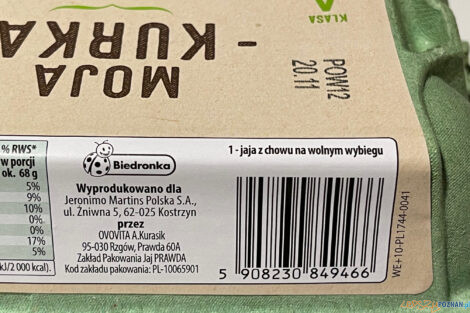 KLASA
A
MOJA
- KURKA
POW12
20.11
% RWS*
w porcji
ok. 68 g
5%
9%
10%
0%
0%
17%
5%
kJ/2 000 kcal).
Biedronka
Wyprodukowano dla
Jeronimo Martins Polska S.A.,
ul. Żniwna 5, 62-025 Kostrzyn
przez
OVOVITA A.Kurasik
95-030 Rzgów, Prawda 60A
Zakład Pakowania Jaj PRAWDA
Kod zakładu pakowania: PL-10065901
1 - jaja z chowu na wolnym wybiegu
5 908230 849466
WE+10-PL1744-0041